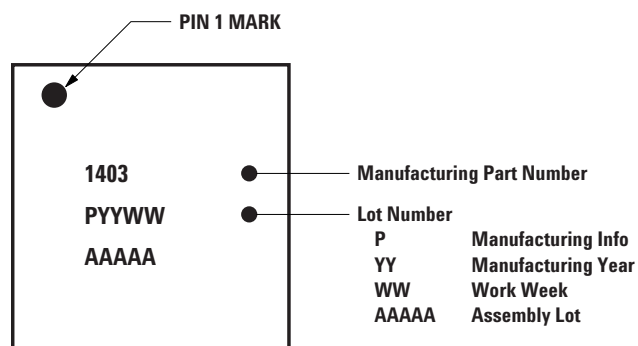 PIN 1 MARK
1403 Manufacturing Part Number
PYYWW Lot Number
AAAAA
P Manufacturing Info
YY Manufacturing Year
WW Work Week
AAAAA Assembly Lot